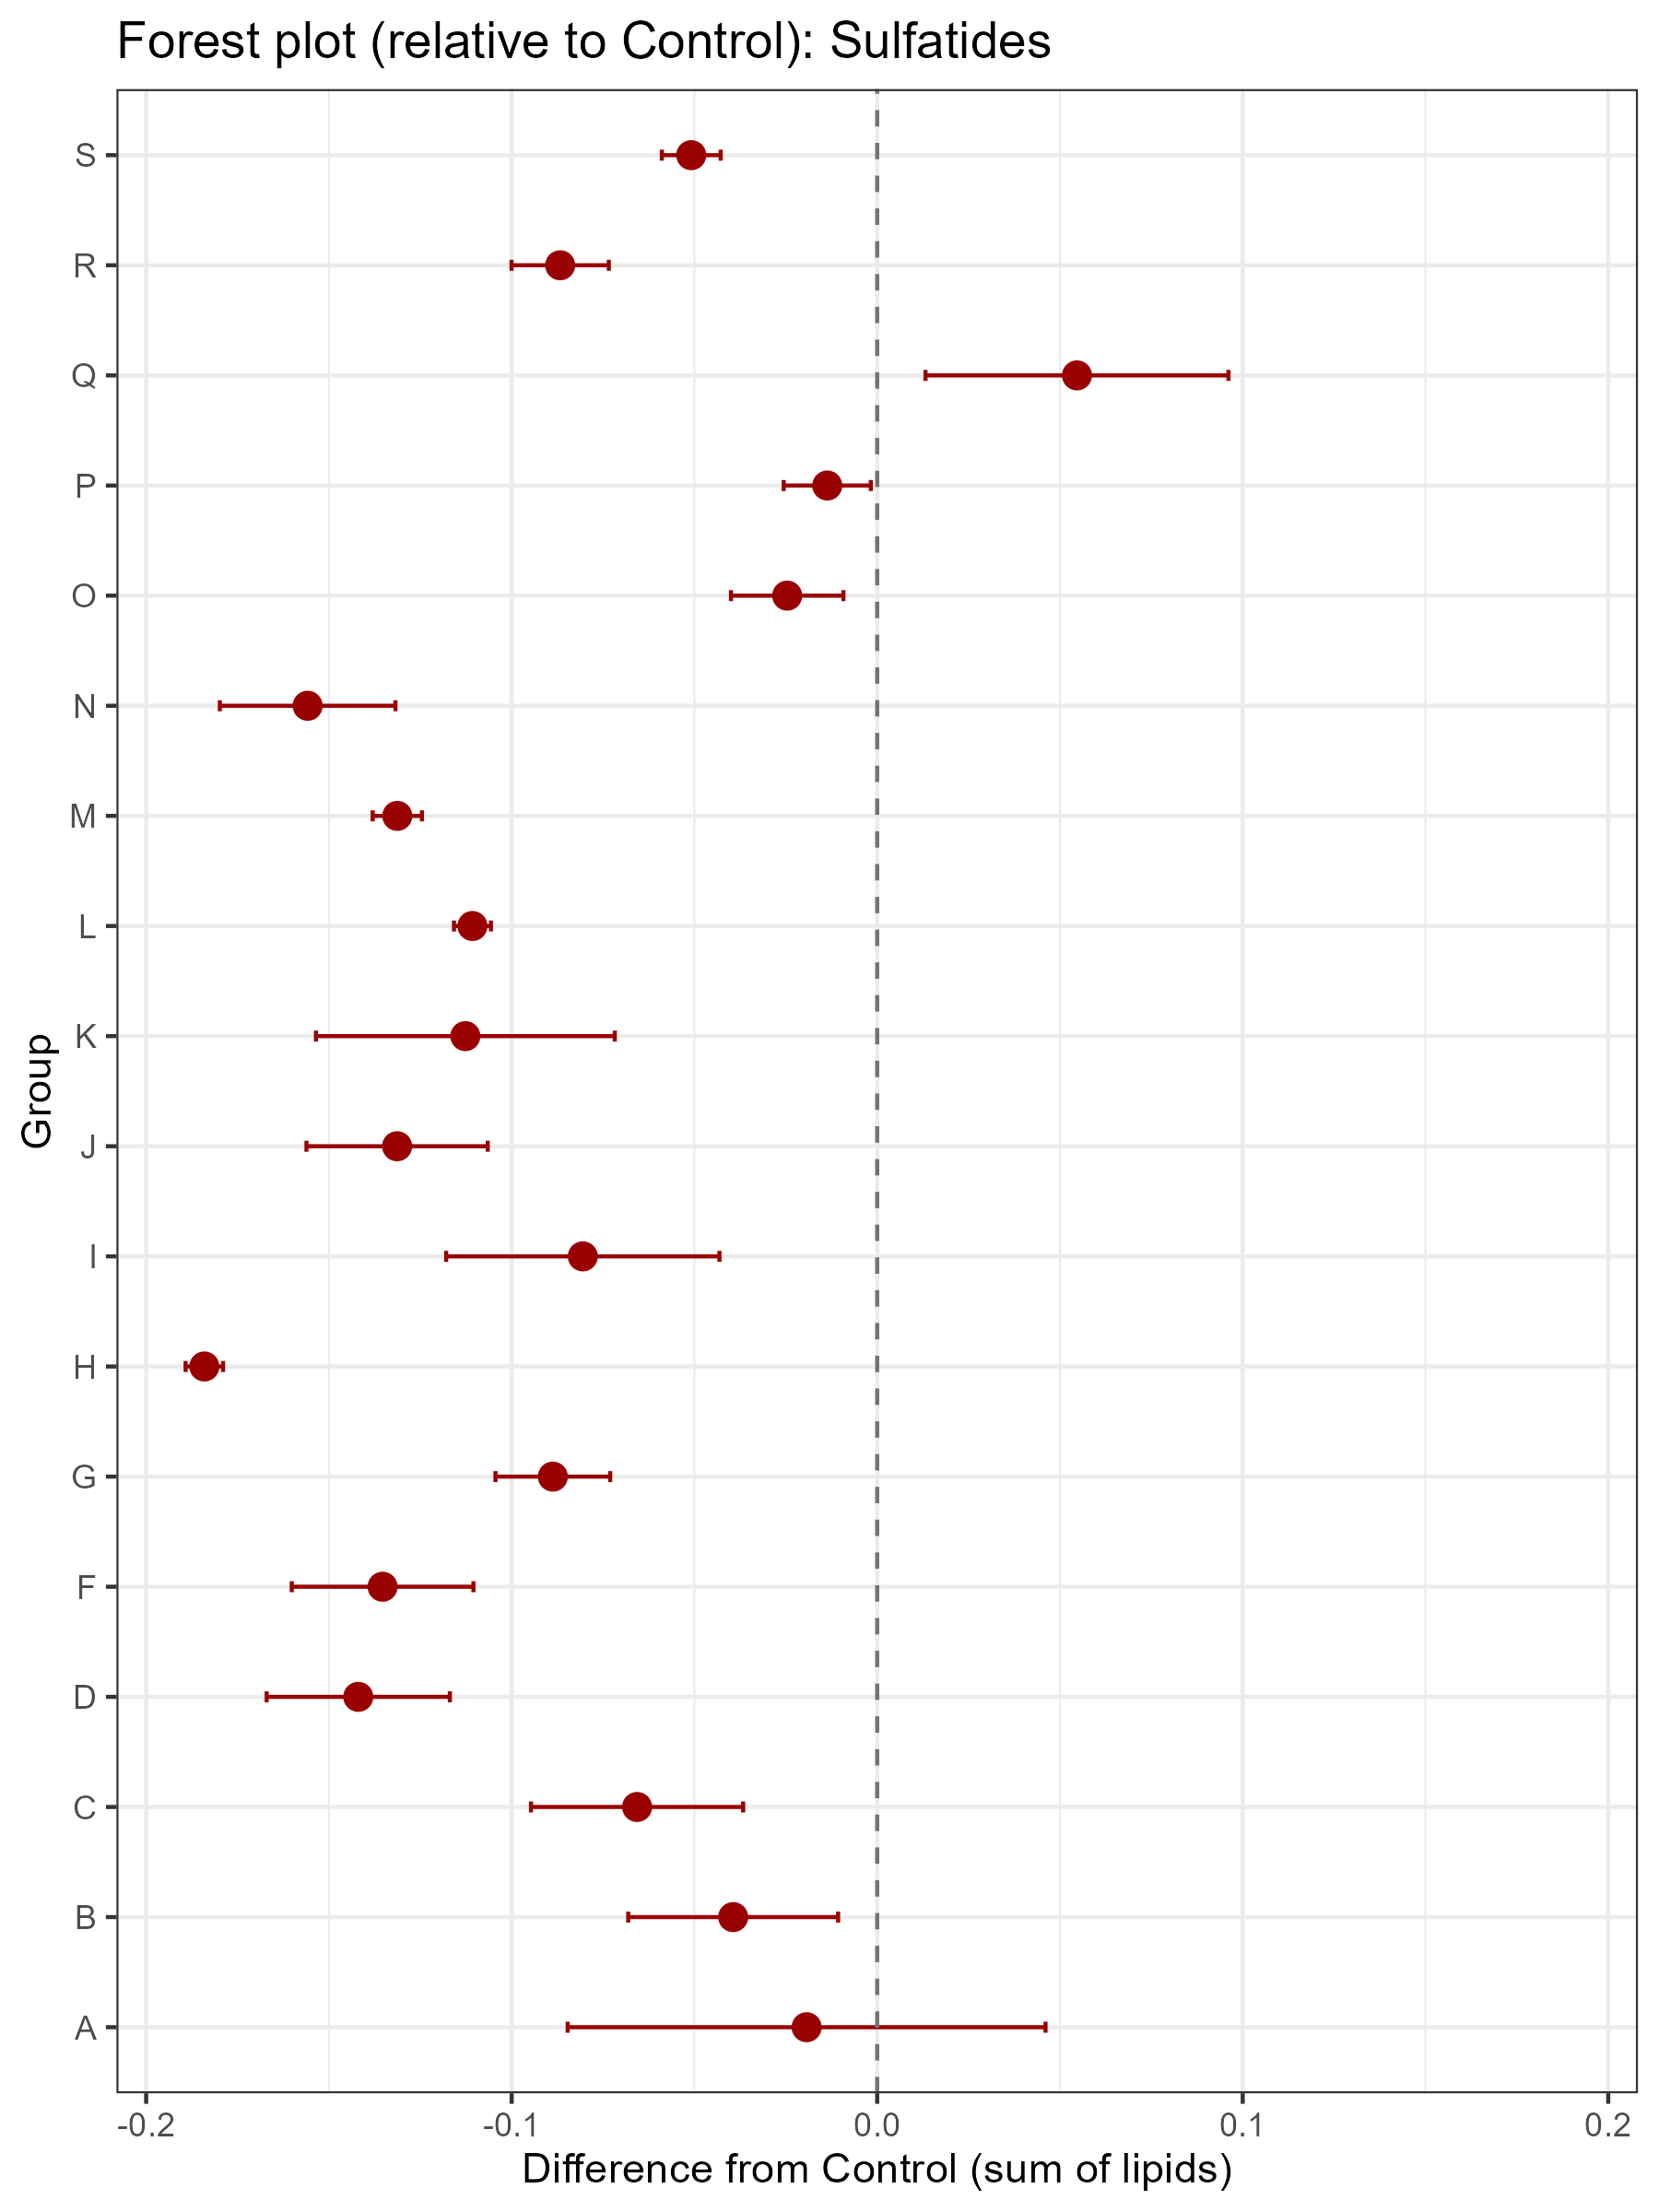 Forest plot (relative to Control): Sulfatides
S
R
Q
P
O
N
M
L
K
J
I
H
G
F
D
C
B
A
Group
-0.2 -0.1 0.0 0.1 0.2
Difference from Control (sum of lipids)